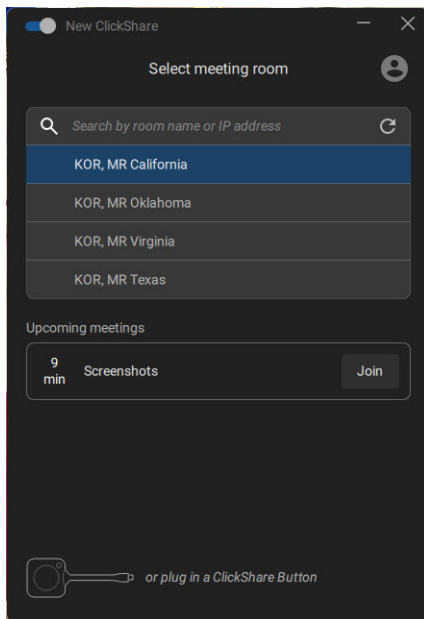 New ClickShare
Select meeting room
Search by room name or IP address
KOR, MR California
KOR, MR Oklahoma
KOR, MR Virginia
KOR, MR Texas
Upcoming meetings
9
min
Screenshots
Join
or plug in a ClickShare Button